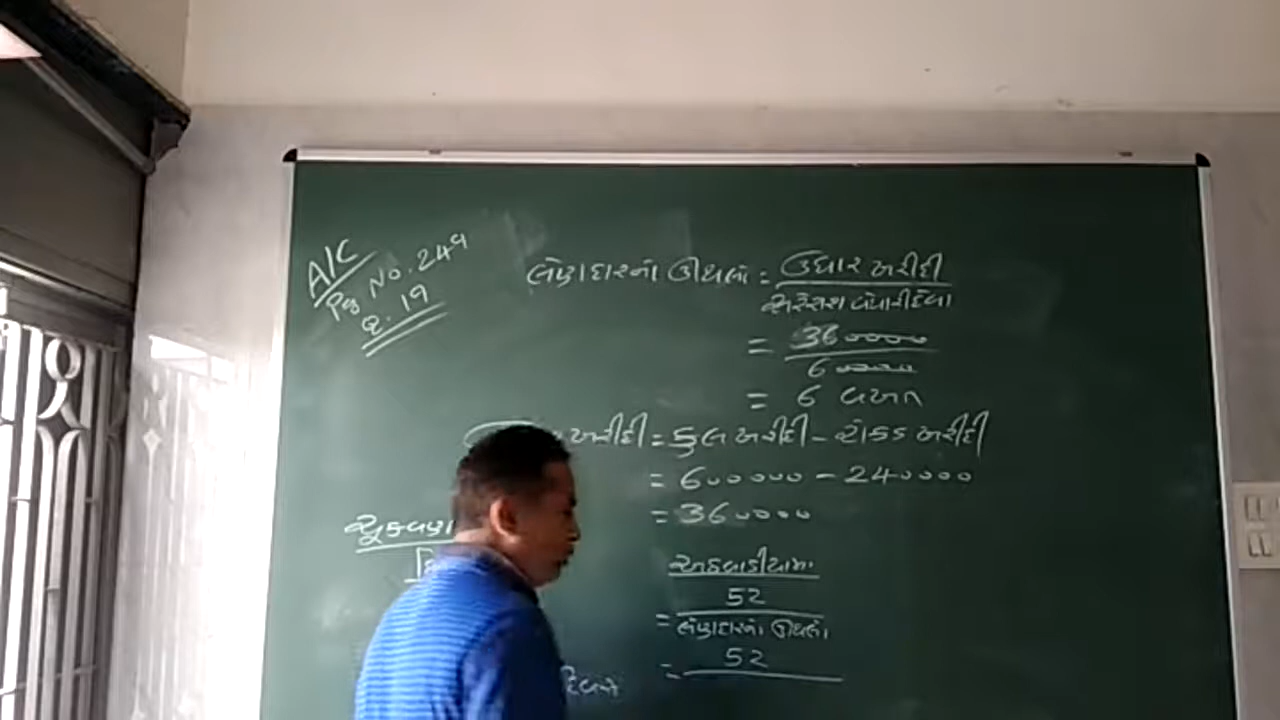 A/C
Pg No. 249
Q. 19
લેણદારનો ઊથલો = ઉધાર ખરીદી
સરેરાશ વેપારીદેવા
= 360000
60000
= 6 વખત
ખરીદી = કુલ ખરીદી - રોકડ ખરીદી
= 600000 - 240000
= 360000
ચૂકવણ
દિ
અઠવાડીયામા
52
= લેણદારનો ઊથલો
= 52
દિવસો